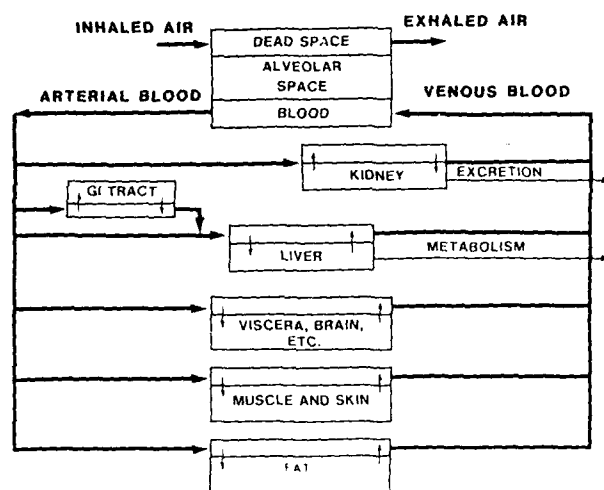 INHALED AIR
EXHALED AIR
DEAD SPACE
ALVEOLAR
SPACE
ARTERIAL BLOOD
VENOUS BLOOD
BLOOD
KIDNEY
EXCRETION
GI TRACT
LIVER
METABOLISM
VISCERA, BRAIN,
ETC.
MUSCLE AND SKIN
FAT